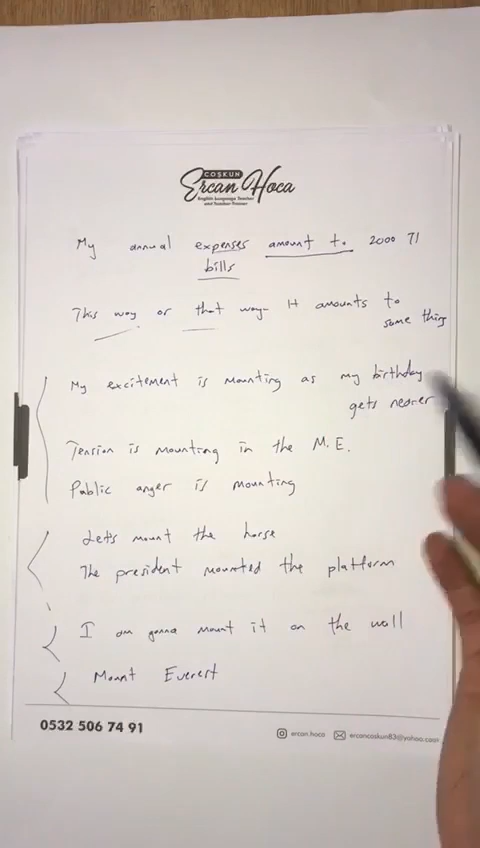 COSKUN
Ercan Hoca
English Language Teacher
and Teacher Trainer
My annual expenses amount to 2000 Tl
bills
This way or that way It amounts to
some thing
My excitement is mounting as my birthday
gets nearer
Tension is mounting in the M.E.
Public anger is mounting
Let's mount the horse
The president mounted the platform
I am gonna mount it on the wall
Mount Everest
0532 506 74 91
ercan.hoca
ercancoskun83@yahoo.com